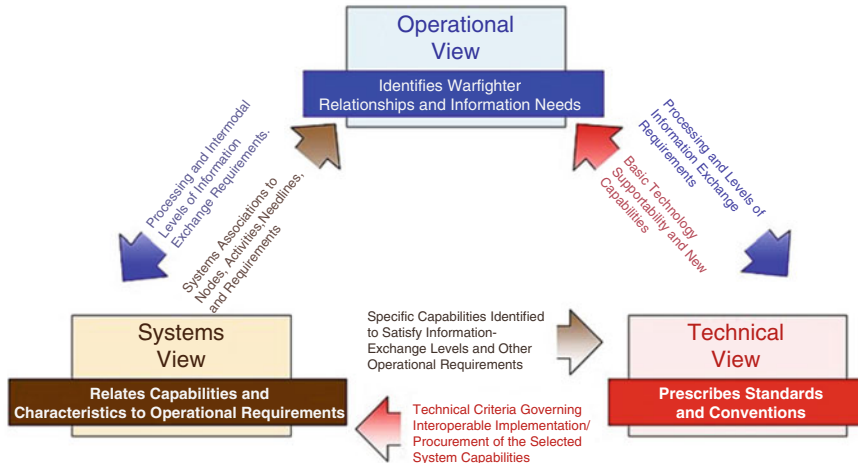 Operational
View
Identifies Warfighter
Relationships and Information Needs
Processing and Intermodal
Levels of Information
Exchange Requirements.
Systems Associations to
Nodes, Activities,Needlines,
and Requirements
Processing and Levels of
Information Exchange
Requirements
Basic Technology
Supportability and New
Capabilities
Systems
View
Relates Capabilities and
Characteristics to Operational Requirements
Specific Capabilities Identified
to Satisfy Information-
Exchange Levels and Other
Operational Requirements
Technical Criteria Governing
Interoperable Implementation/
Procurement of the Selected
System Capabilities
Technical
View
Prescribes Standards
and Conventions